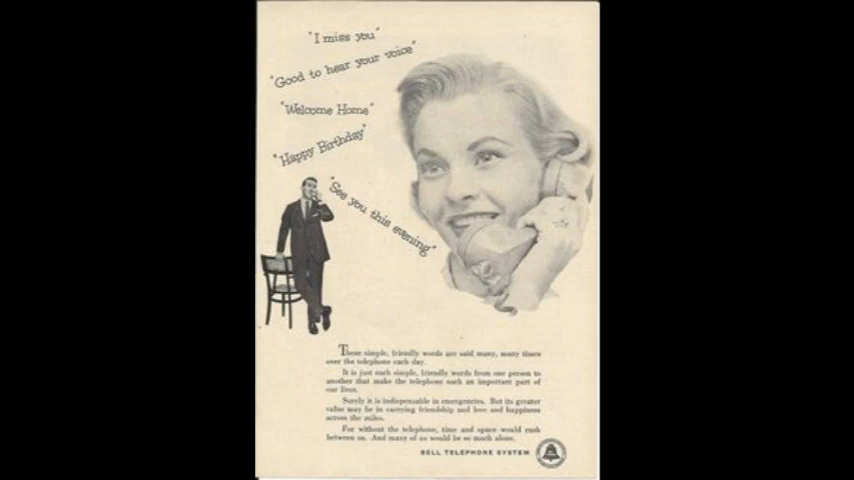 "I miss you"
"Good to hear your voice"
"Welcome Home"
"Happy Birthday"
"See you this evening"
These simple, friendly words are said many, many times
over the telephone each day.
It is just such simple, friendly words from one person to
another that make the telephone such an important part of
our lives.
Surely it is indispensable in emergencies. But its greater
value may be in carrying friendship and love and happiness
across the miles.
For without the telephone, time and space would rush
between us. And many of us would be so much alone.
BELL TELEPHONE SYSTEM